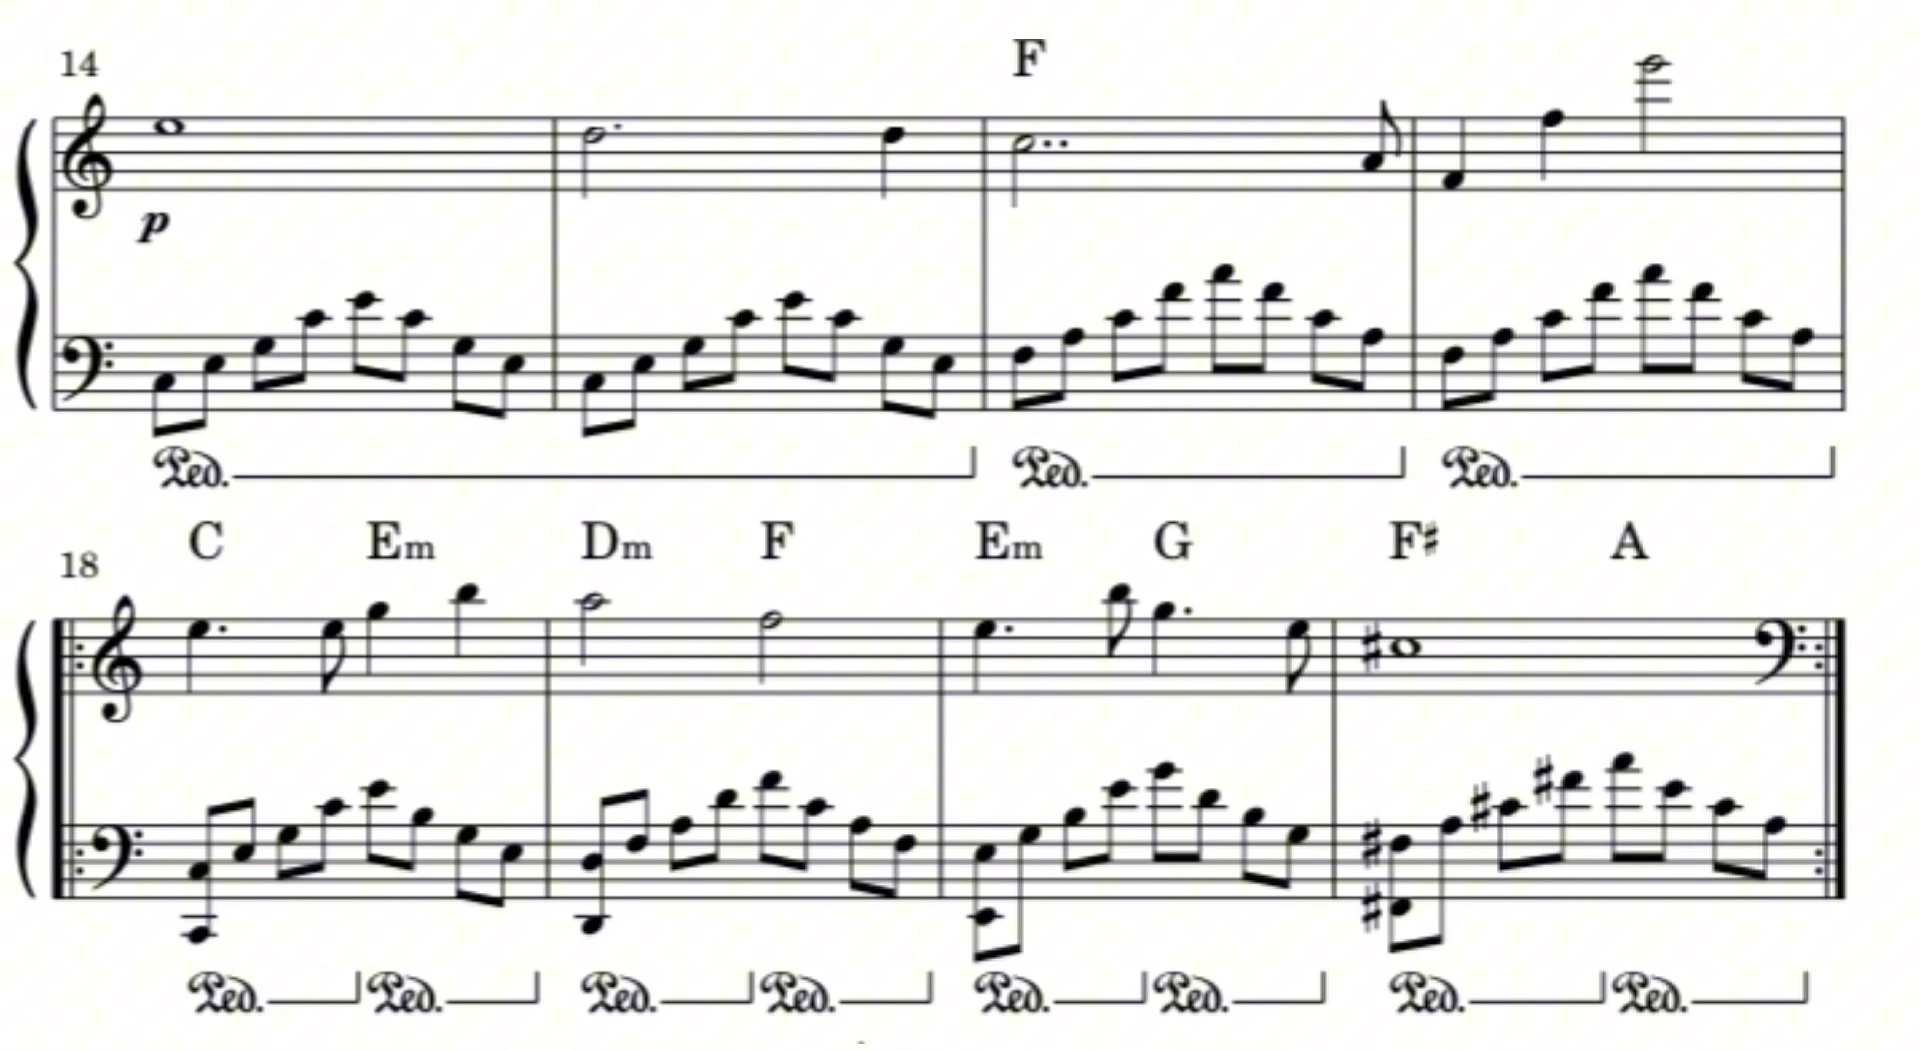 14 F
p
Ped. Ped. Ped.
C Em Dm F Em G F♯ A
18
Ped. Ped. Ped. Ped. Ped. Ped. Ped. Ped.